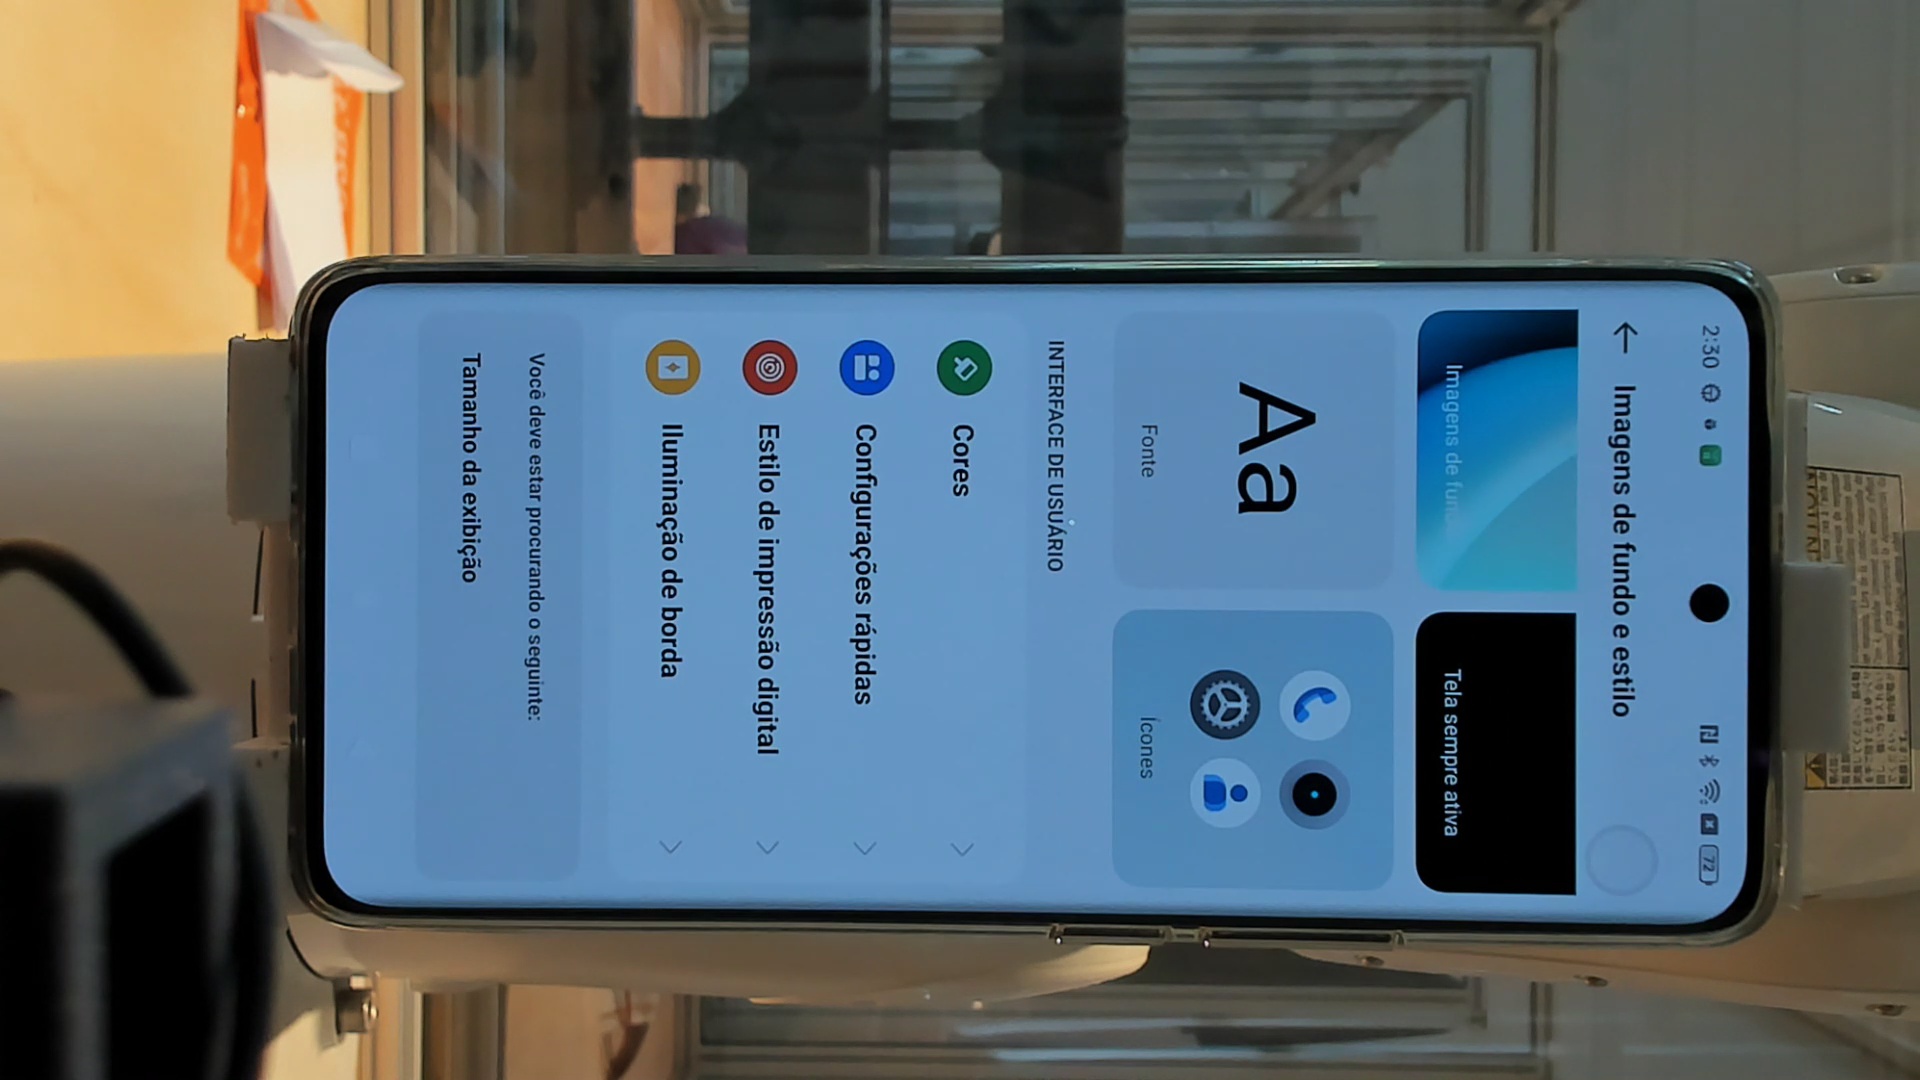 2:30
72
Imagens de fundo e estilo
Imagens de fun
Tela sempre ativa
Aa
Fonte
Ícones
INTERFACE DE USUÁRIO
Cores
Configurações rápidas
Estilo de impressão digital
Iluminação de borda
Você deve estar procurando o seguinte:
Tamanho da exibição